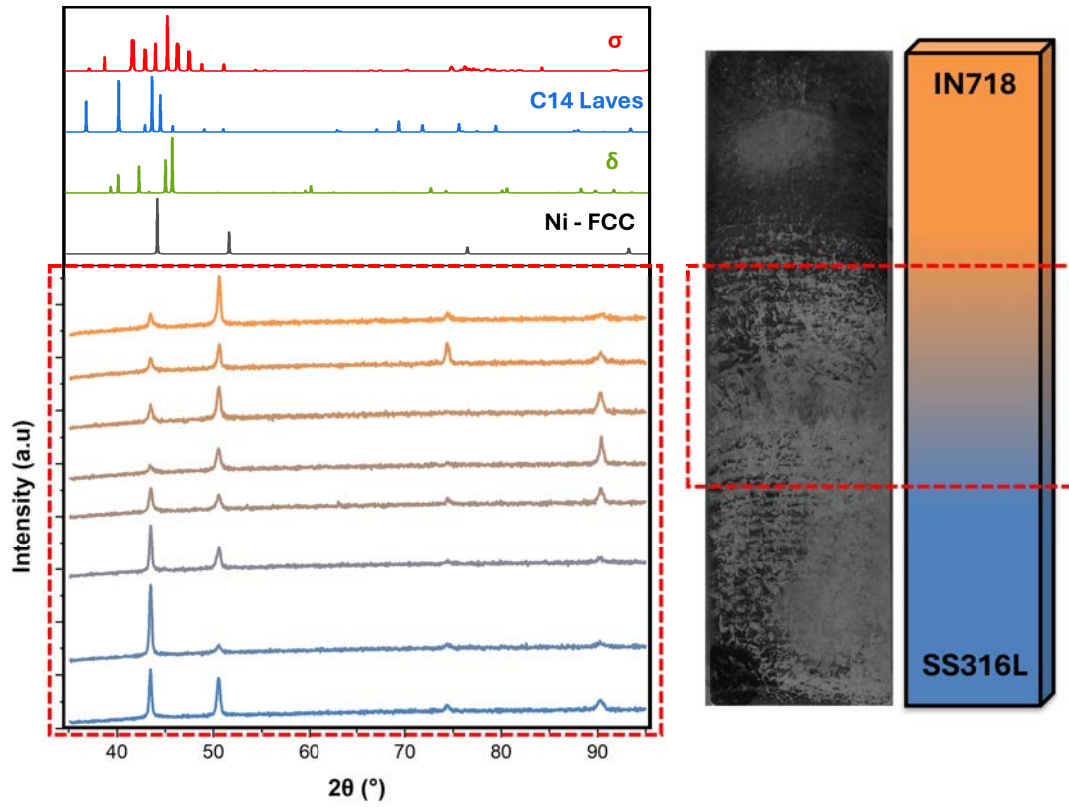 σ
C14 Laves
δ
Ni - FCC
Intensity (a.u)
40 50 60 70 80 90
2θ (°)
IN718
SS316L